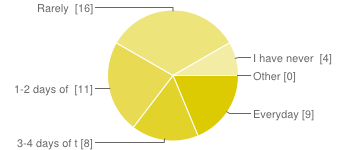 Rarely [16]
I have never [4]
Other [0]
1-2 days of [11]
Everyday [9]
3-4 days of t [8]